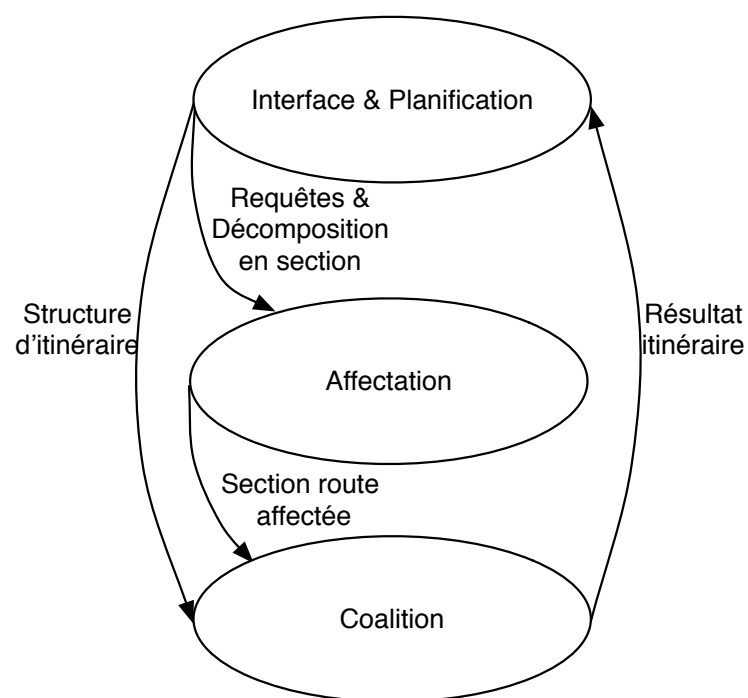 Interface & Planification
Requêtes &
Décomposition
en section
Structure
d'itinéraire
Résultat
itinéraire
Affectation
Section route
affectée
Coalition